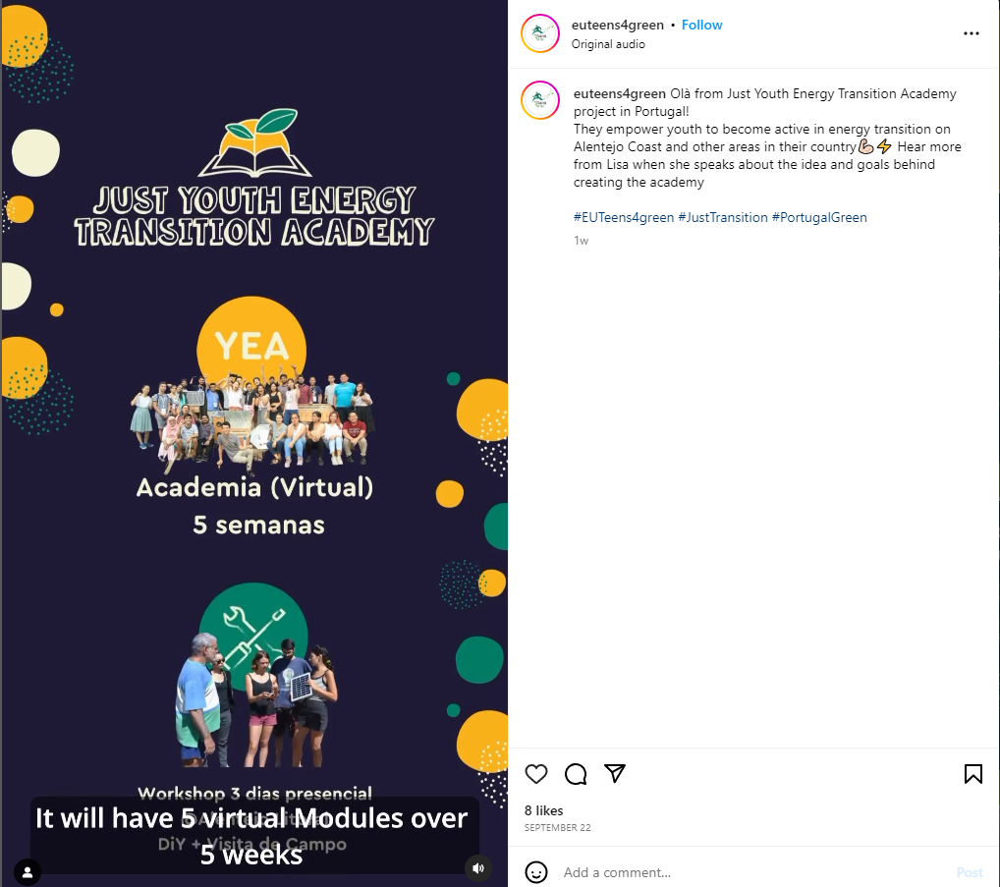 JUST YOUTH ENERGY
TRANSITION ACADEMY
YEA
Academia (Virtual)
5 semanas
Workshop 3 dias presencial
DiY + Visita de Campo
It will have 5 virtual Modules over
5 weeks
euteens4green • Follow
Original audio
euteens4green Olà from Just Youth Energy Transition Academy
project in Portugal!
They empower youth to become active in energy transition on
Alentejo Coast and other areas in their country💪🏻⚡ Hear more
from Lisa when she speaks about the idea and goals behind
creating the academy
#EUTeens4green #JustTransition #PortugalGreen
1w
8 likes
SEPTEMBER 22
Add a comment...
Post